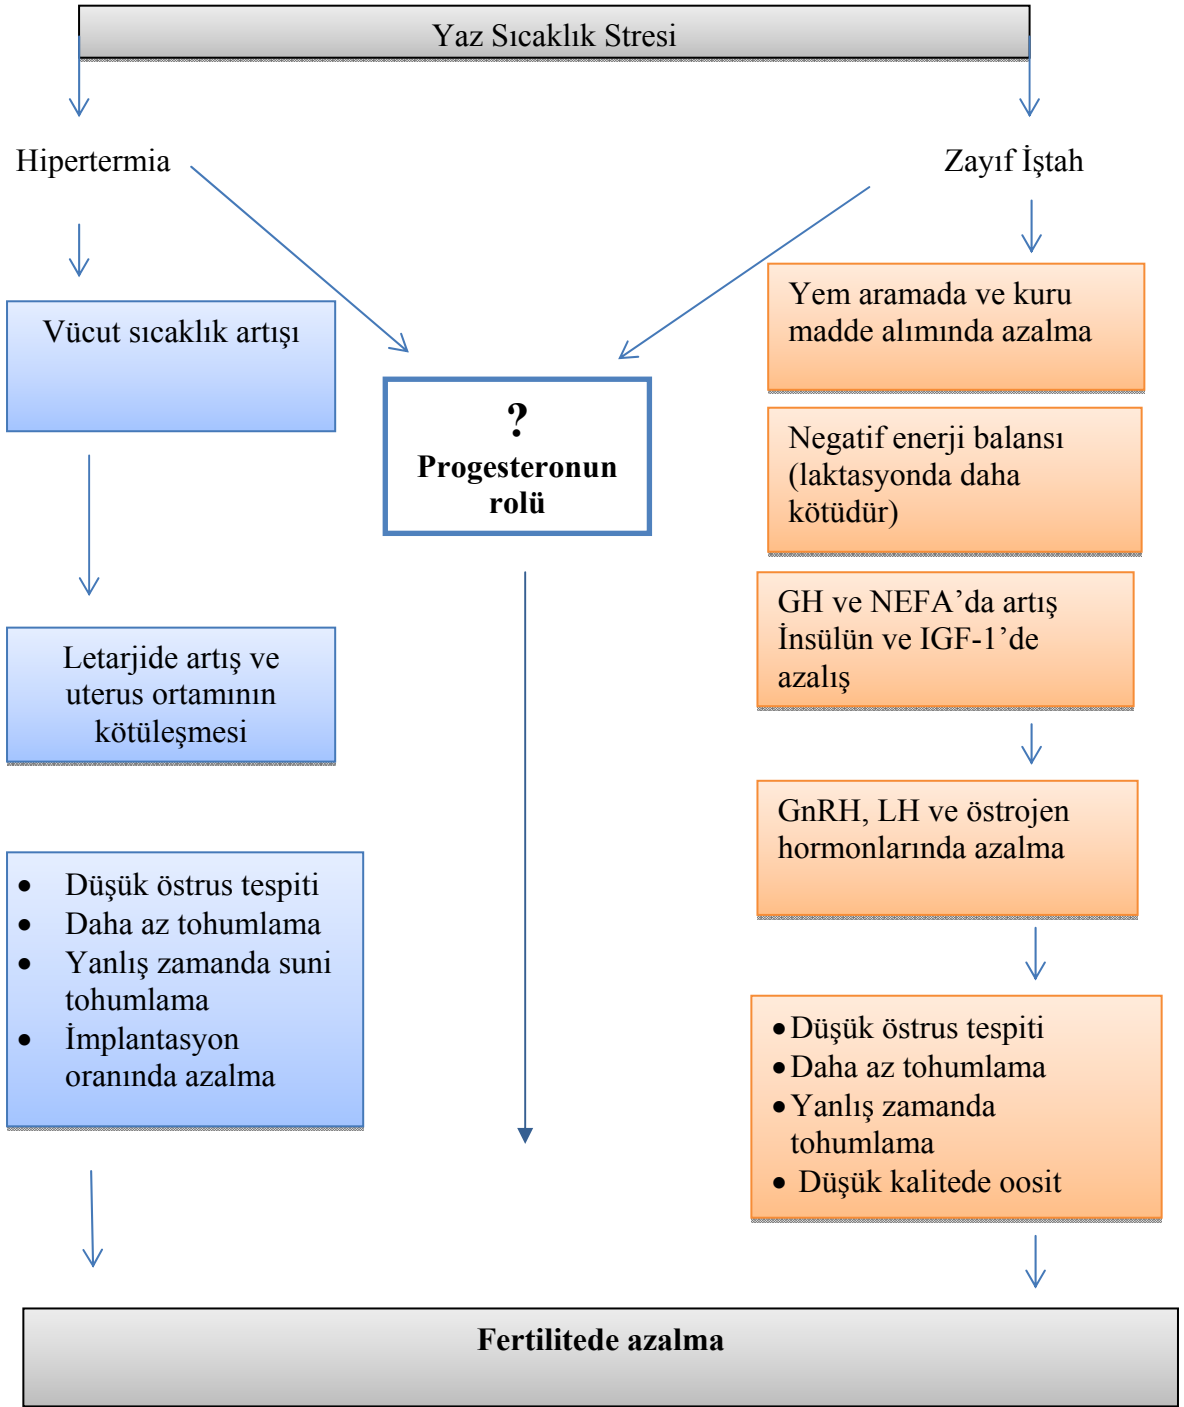 Yaz Sıcaklık Stresi
Hipertermia
Zayıf İştah
Vücut sıcaklık artışı
Letarjide artış ve
uterus ortamının
kötüleşmesi
• Düşük östrus tespiti
• Daha az tohumlama
• Yanlış zamanda suni
tohumlama
• İmplantasyon
oranında azalma
?
Progesteronun
rolü
Yem aramada ve kuru
madde alımında azalma
Negatif enerji balansı
(laktasyonda daha
kötüdür)
GH ve NEFA’da artış
İnsülün ve IGF-1’de
azalış
GnRH, LH ve östrojen
hormonlarında azalma
• Düşük östrus tespiti
• Daha az tohumlama
• Yanlış zamanda
tohumlama
• Düşük kalitede oosit
Fertilitede azalma